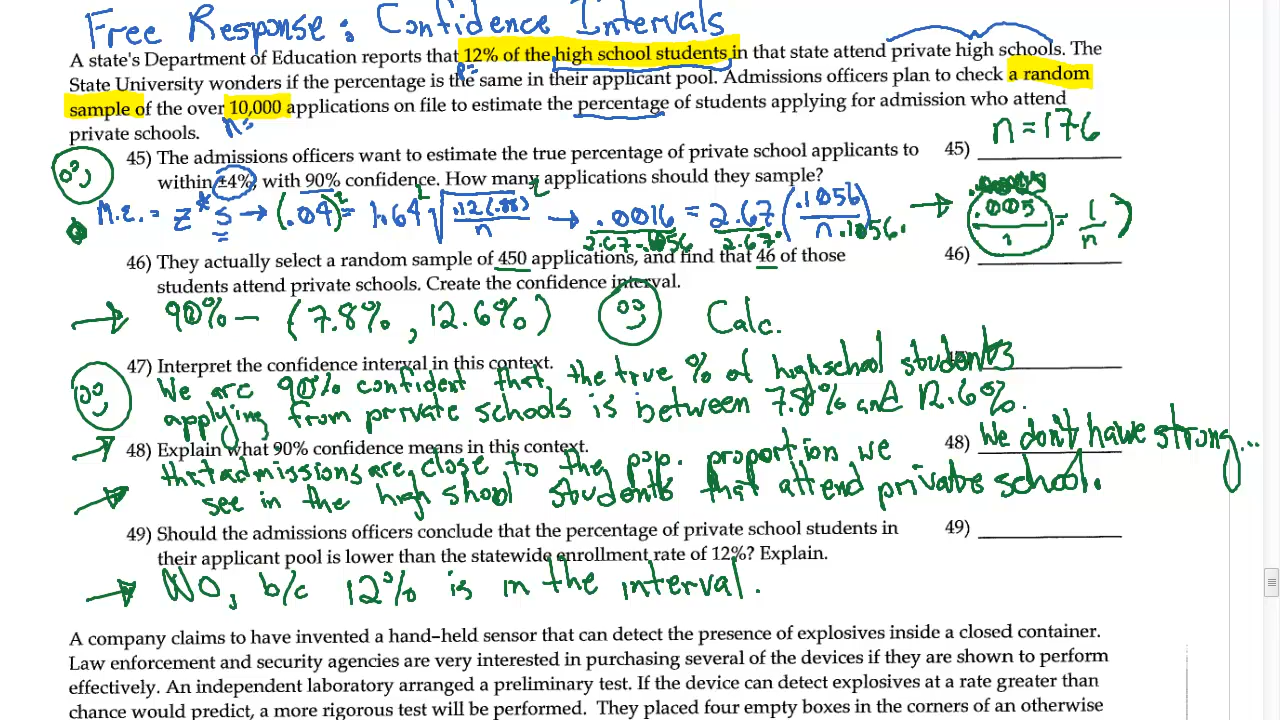 Free Response: Confidence Intervals
A state's Department of Education reports that 12% of the high school students in that state attend private high schools. The
p=
State University wonders if the percentage is the same in their applicant pool. Admissions officers plan to check a random
sample of the over 10,000 applications on file to estimate the percentage of students applying for admission who attend
n=
private schools.
45) The admissions officers want to estimate the true percentage of private school applicants to
within ±4%, with 90% confidence. How many applications should they sample?
45) n=176
M.E. = z* s → (.04)² = 1.64² √.12(.88)/n ² → .0016 = 2.67 (.1056/n) → .005/1 = 1/n )
2.67 · .1056 2.67 · .1056 ·
46) They actually select a random sample of 450 applications, and find that 46 of those
46)
students attend private schools. Create the confidence interval.
→ 90% – (7.8%, 12.6%) Calc.
47) Interpret the confidence interval in this context.
We are 90% confident that, the true % of highschool students
applying from private schools is between 7.8% and 12.6%.
48) Explain what 90% confidence means in this context.
48) We don't have strong...
that admissions are close to the pop. proportion we
see in the high shool students that attend private school.
49) Should the admissions officers conclude that the percentage of private school students in
49)
their applicant pool is lower than the statewide enrollment rate of 12%? Explain.
→ NO, b/c 12% is in the interval.
A company claims to have invented a hand–held sensor that can detect the presence of explosives inside a closed container.
Law enforcement and security agencies are very interested in purchasing several of the devices if they are shown to perform
effectively. An independent laboratory arranged a preliminary test. If the device can detect explosives at a rate greater than
chance would predict, a more rigorous test will be performed. They placed four empty boxes in the corners of an otherwise